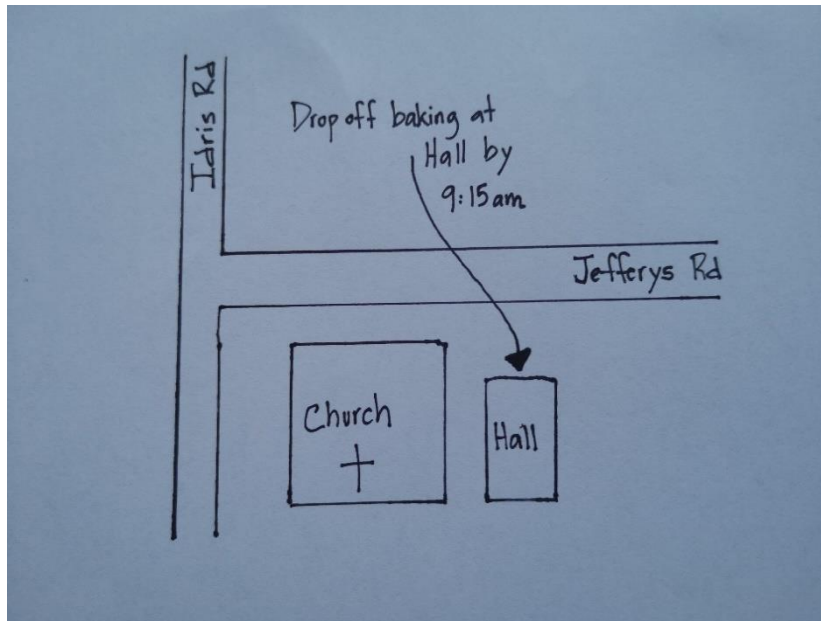 Idris Rd
Drop off baking at
Hall by
9:15am
Jefferys Rd
Church
Hall